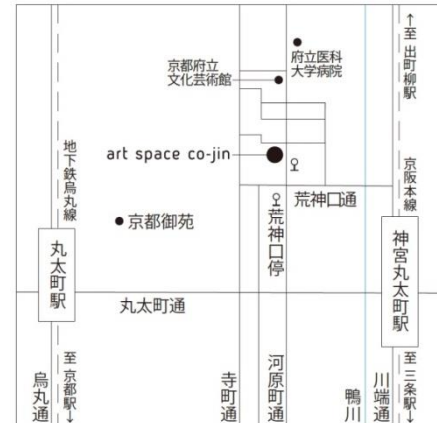 ↑至 出町柳駅
府立医科
大学病院
京都府立
文化芸術館
art space co-jin
地下鉄烏丸線
京阪本線
荒神口通
荒神口停
京都御苑
丸太町駅
神宮丸太町駅
丸太町通
至 京都駅↓
至 三条駅↓
烏丸通
寺町通
河原町通
鴨川
川端通